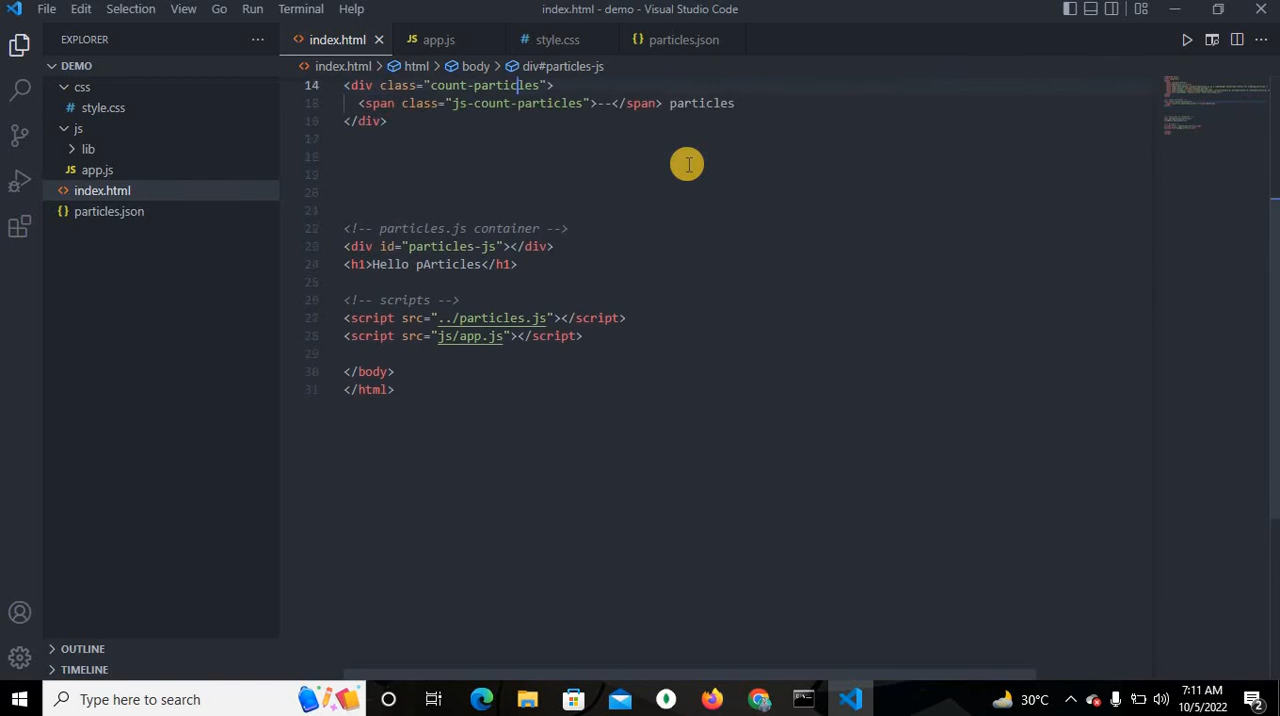 File Edit Selection View Go Run Terminal Help
index.html - demo - Visual Studio Code
EXPLORER
index.html
app.js
# style.css
{} particles.json
DEMO
index.html > html > body > div#particles-js
css
# style.css
js
lib
JS app.js
<> index.html
{} particles.json
14 <div class="count-particles">
18 <span class="js-count-particles">--</span> particles
16 </div>
17
18
19
20
21
22 <!-- particles.js container -->
23 <div id="particles-js"></div>
24 <h1>Hello pArticles</h1>
25
26 <!-- scripts -->
27 <script src="../particles.js"></script>
28 <script src="js/app.js"></script>
29
30 </body>
31 </html>
OUTLINE
TIMELINE
Type here to search
30°C
7:11 AM
10/5/2022
2